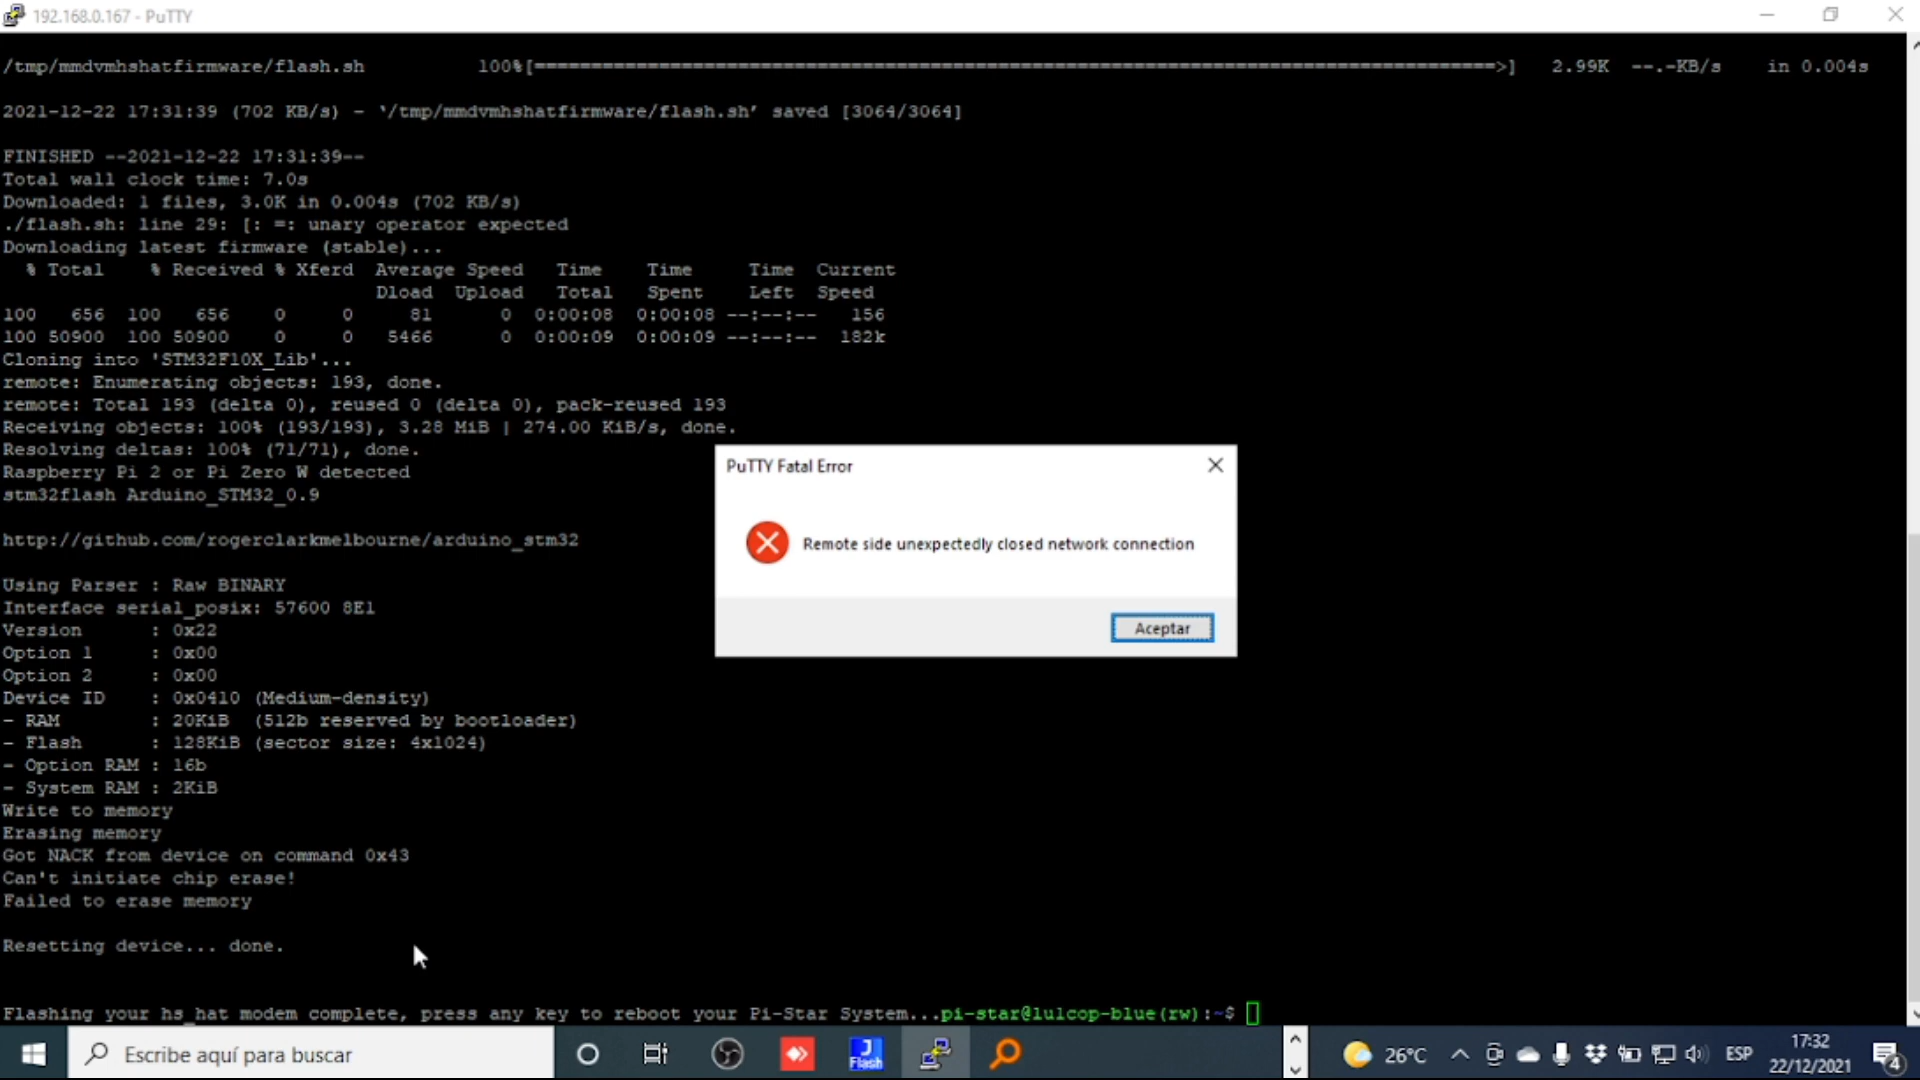 192.168.0.167 - PuTTY
/tmp/mmdvmhshatfirmware/flash.sh 100%[=====================================================================================>] 2.99K --.-KB/s in 0.004s
2021-12-22 17:31:39 (702 KB/s) - ‘/tmp/mmdvmhshatfirmware/flash.sh’ saved [3064/3064]
FINISHED --2021-12-22 17:31:39--
Total wall clock time: 7.0s
Downloaded: 1 files, 3.0K in 0.004s (702 KB/s)
./flash.sh: line 29: [: =: unary operator expected
Downloading latest firmware (stable)...
% Total % Received % Xferd Average Speed Time Time Time Current
Dload Upload Total Spent Left Speed
100 656 100 656 0 0 81 0 0:00:08 0:00:08 --:--:-- 156
100 50900 100 50900 0 0 5466 0 0:00:09 0:00:09 --:--:-- 182k
Cloning into 'STM32F10X_Lib'...
remote: Enumerating objects: 193, done.
remote: Total 193 (delta 0), reused 0 (delta 0), pack-reused 193
Receiving objects: 100% (193/193), 3.28 MiB | 274.00 KiB/s, done.
Resolving deltas: 100% (71/71), done.
Raspberry Pi 2 or Pi Zero W detected
stm32flash Arduino_STM32_0.9
http://github.com/rogerclarkmelbourne/arduino_stm32
Using Parser : Raw BINARY
Interface serial_posix: 57600 8E1
Version : 0x22
Option 1 : 0x00
Option 2 : 0x00
Device ID : 0x0410 (Medium-density)
- RAM : 20KiB (512b reserved by bootloader)
- Flash : 128KiB (sector size: 4x1024)
- Option RAM : 16b
- System RAM : 2KiB
Write to memory
Erasing memory
Got NACK from device on command 0x43
Can't initiate chip erase!
Failed to erase memory
Resetting device... done.
Flashing your hs_hat modem complete, press any key to reboot your Pi-Star System...pi-star@lu1cop-blue(rw):~$
PuTTY Fatal Error
Remote side unexpectedly closed network connection
Aceptar
Escribe aquí para buscar
J
Flash
26°C
ESP
17:32
22/12/2021
4